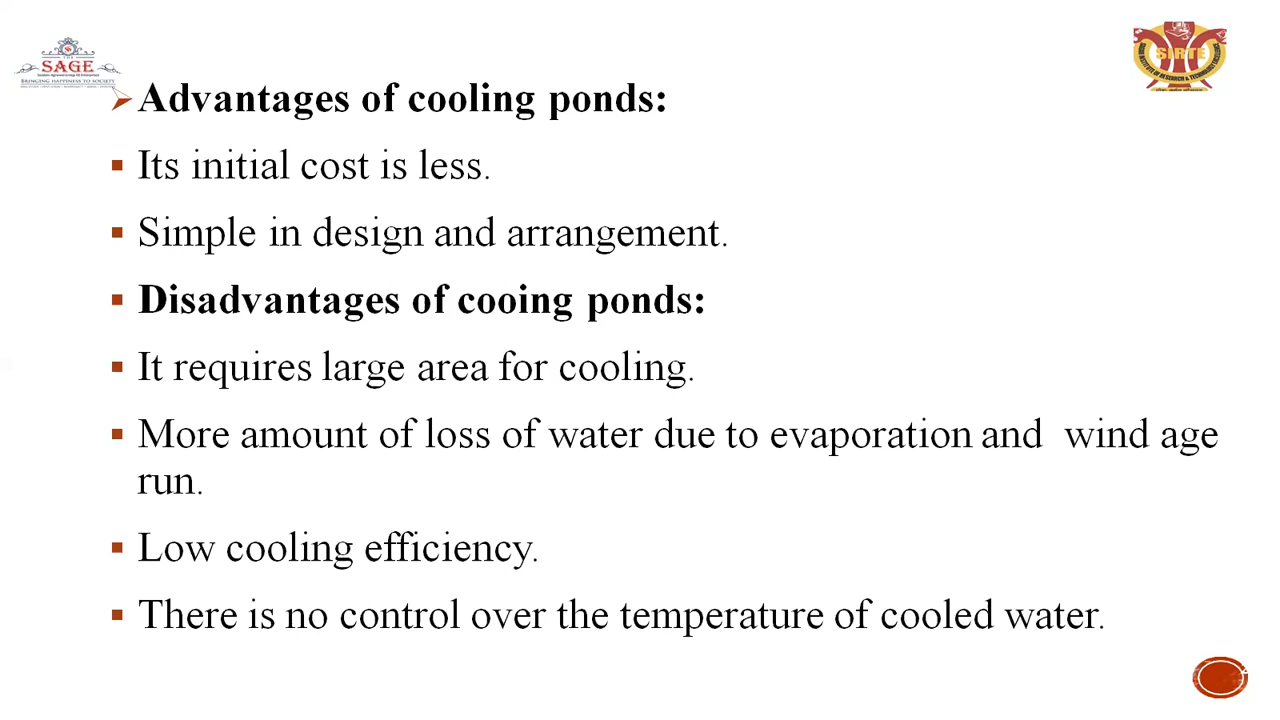 THE
SAGE
BRINGING HAPPINESS TO SOCIETY
SIRTE
Advantages of cooling ponds:
Its initial cost is less.
Simple in design and arrangement.
Disadvantages of cooing ponds:
It requires large area for cooling.
More amount of loss of water due to evaporation and wind age
run.
Low cooling efficiency.
There is no control over the temperature of cooled water.